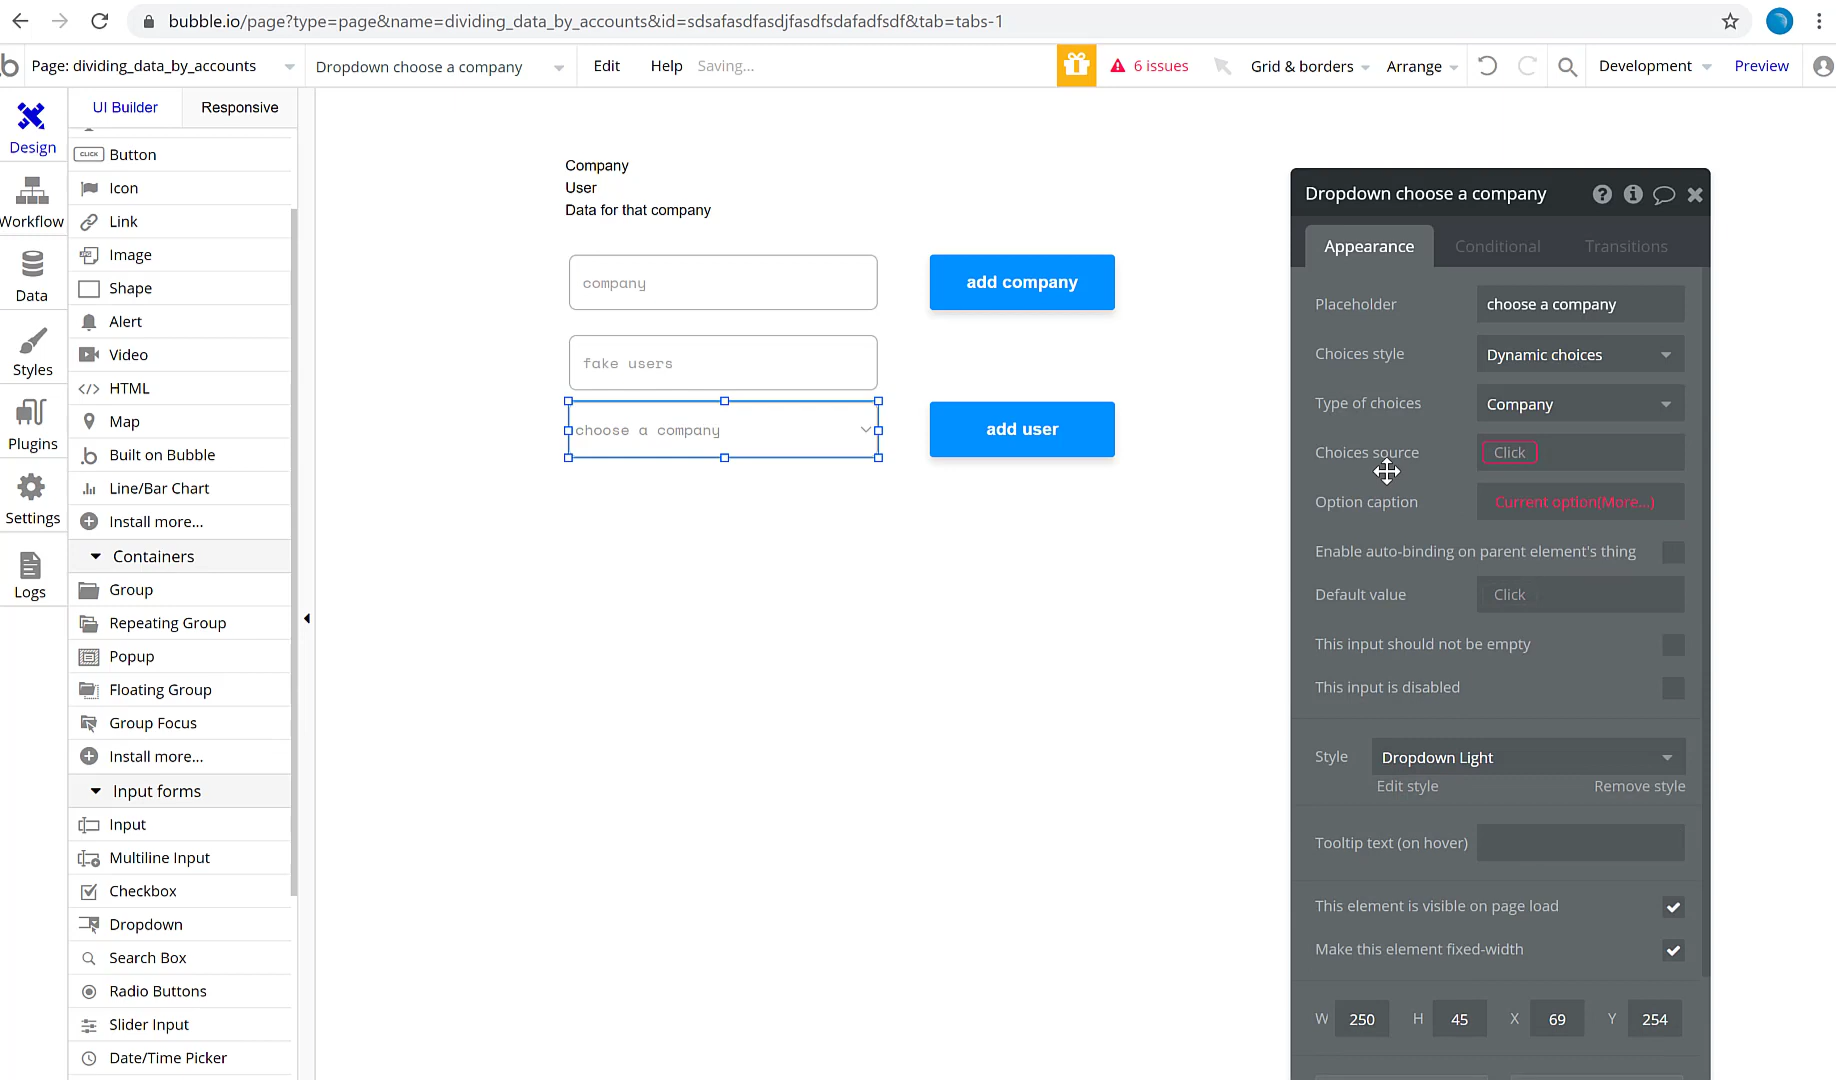 bubble.io/page?type=page&name=dividing_data_by_accounts&id=sdsafasdfasdjfasdfsdafadfsdf&tab=tabs-1
Page: dividing_data_by_accounts
Dropdown choose a company
Edit
Help
Saving...
6 issues
Grid & borders
Arrange
Development
Preview
Design
Workflow
Data
Styles
Plugins
Settings
Logs
UI Builder
Responsive
CLICK Button
Icon
Link
Image
Shape
Alert
Video
HTML
Map
Built on Bubble
Line/Bar Chart
Install more...
Containers
Group
Repeating Group
Popup
Floating Group
Group Focus
Install more...
Input forms
Input
Multiline Input
Checkbox
Dropdown
Search Box
Radio Buttons
Slider Input
Date/Time Picker
Company
User
Data for that company
company
add company
fake users
choose a company
add user
Dropdown choose a company
Appearance
Conditional
Transitions
Placeholder choose a company
Choices style Dynamic choices
Type of choices Company
Choices source Click
Option caption Current option(More...)
Enable auto-binding on parent element's thing
Default value Click
This input should not be empty
This input is disabled
Style Dropdown Light
Edit style Remove style
Tooltip text (on hover)
This element is visible on page load
Make this element fixed-width
W 250 H 45 X 69 Y 254